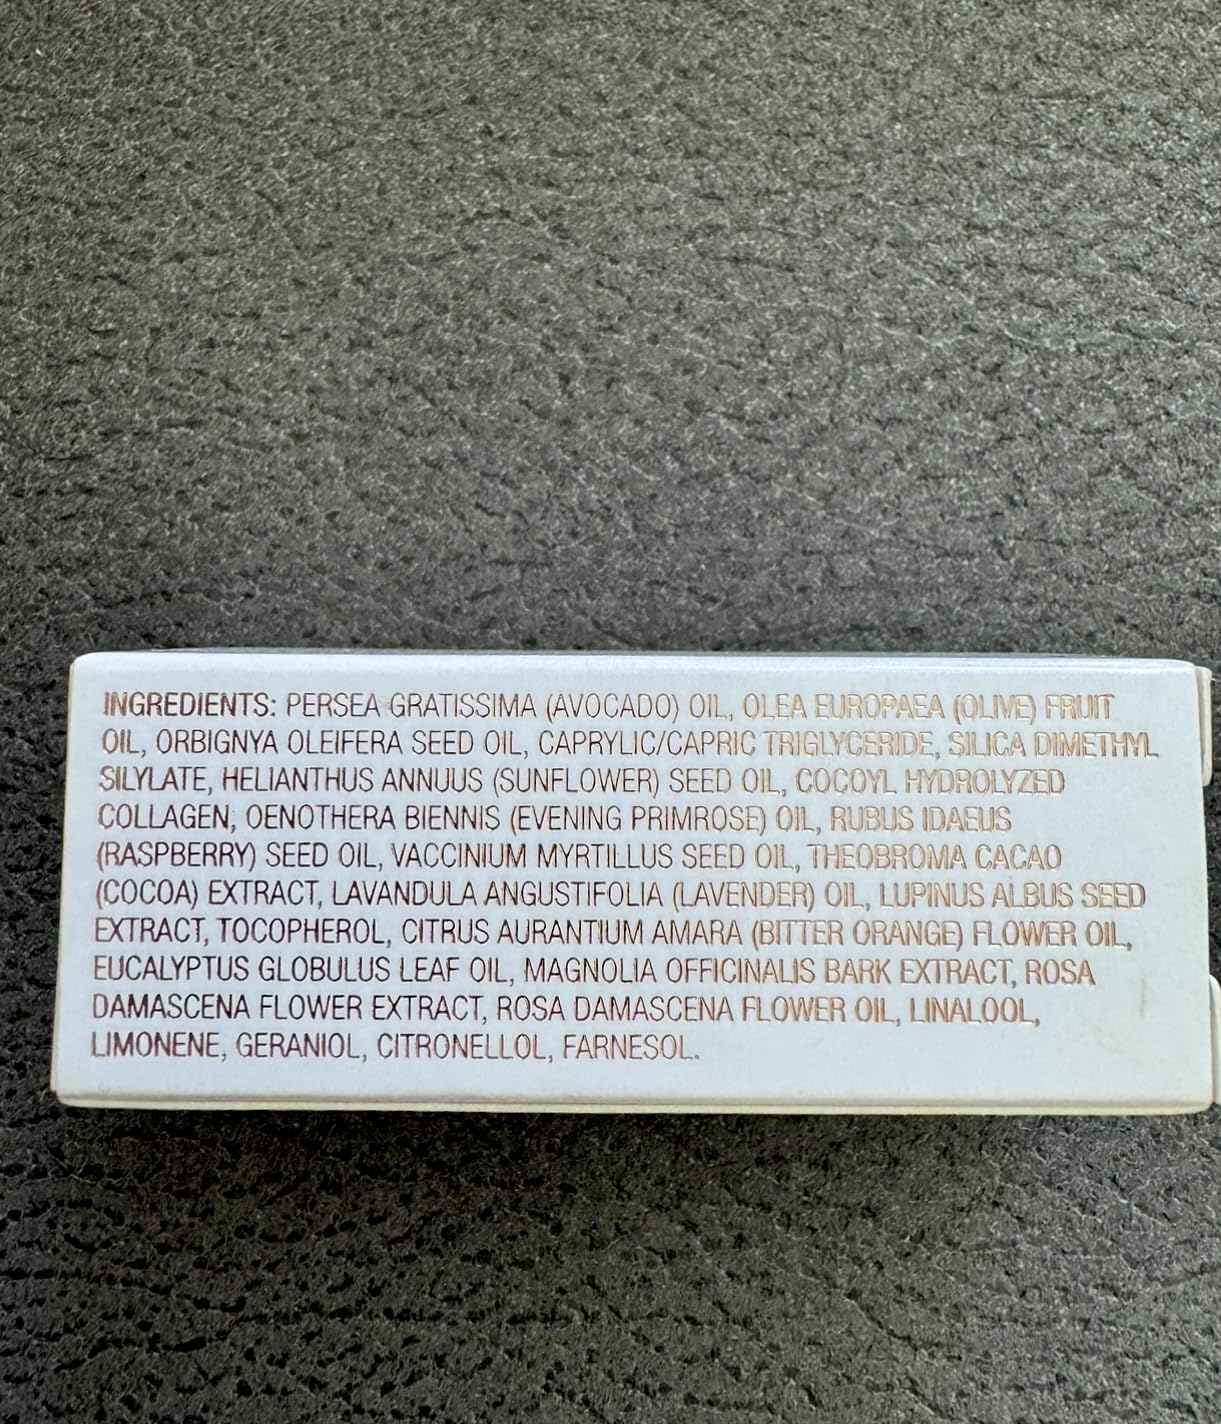 INGREDIENTS: PERSEA GRATISSIMA (AVOCADO) OIL, OLEA EUROPAEA (OLIVE) FRUIT
OIL, ORBIGNYA OLEIFERA SEED OIL, CAPRYLIC/CAPRIC TRIGLYCERIDE, SILICA DIMETHYL
SILYLATE, HELIANTHUS ANNUUS (SUNFLOWER) SEED OIL, COCOYL HYDROLYZED
COLLAGEN; OENOTHERA BIENNIS (EVENING PRIMROSE) OIL, RUBUS IDAEUS
(RASPBERRY) SEED OIL, VACCINIUM MYRTILLUS SEED OIL, THEOBROMA CACAO
(COCOA) EXTRACT, LAVANDULA ANGUSTIFOLIA (LAVENDER) OIL, LUPINUS ALBUS SEED
EXTRACT, TOCOPHEROL, CITRUS AURANTIUM AMARA (BITTER ORANGE) FLOWER OIL,
EUCALYPTUS GLOBULUS LEAF OIL, MAGNOLIA OFFICINALIS BARK EXTRACT, ROSA
DAMASCENA FLOWER EXTRACT, ROSA DAMASCENA FLOWER OIL, LINALOOL,
LIMONENE, GERANIOL, CITRONELLOL, FARNESOL.